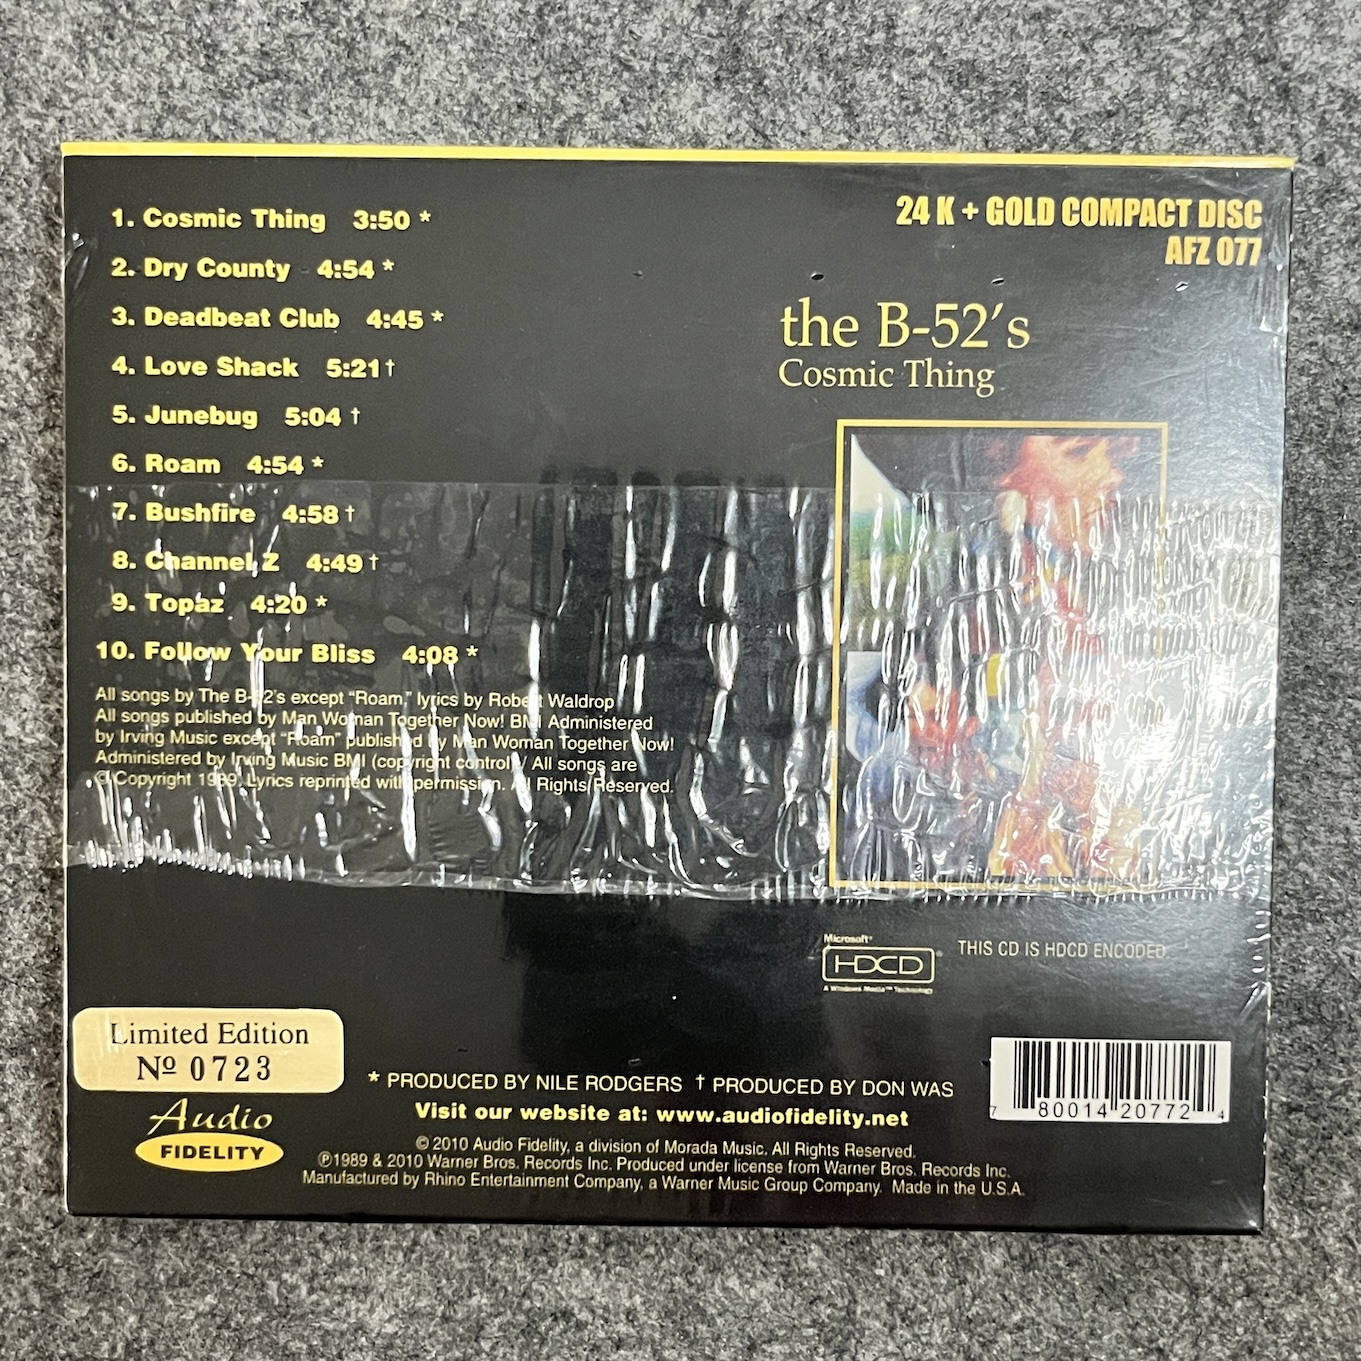 1. Cosmic Thing 3:50 *
2. Dry County 4:54 *
3. Deadbeat Club 4:45 *
4. Love Shack 5:21 †
5. Junebug 5:04 †
6. Roam 4:54 *
7. Bushfire 4:58 †
8. Channel Z 4:49 †
9. Topaz 4:20 *
10. Follow Your Bliss 4:08 *
All songs by The B-52's except “Roam,” lyrics by Robert Waldrop
All songs published by Man Woman Together Now! BMI Administered
by Irving Music except “Roam” published by Man Woman Together Now!
Administered by Irving Music BMI (copyright control) / All songs are
© Copyright 1989. Lyrics reprinted with permission. All Rights Reserved.
24 K + GOLD COMPACT DISC
AFZ 077
the B-52's
Cosmic Thing
Microsoft®
HDCD®
A Windows Media™ Technology
THIS CD IS HDCD ENCODED
Limited Edition
Nº 0723
Audio
FIDELITY
* PRODUCED BY NILE RODGERS † PRODUCED BY DON WAS
Visit our website at: www.audiofidelity.net
© 2010 Audio Fidelity, a division of Morada Music. All Rights Reserved.
℗1989 & 2010 Warner Bros. Records Inc. Produced under license from Warner Bros. Records Inc.
Manufactured by Rhino Entertainment Company, a Warner Music Group Company. Made in the U.S.A.
7 80014 20772 4